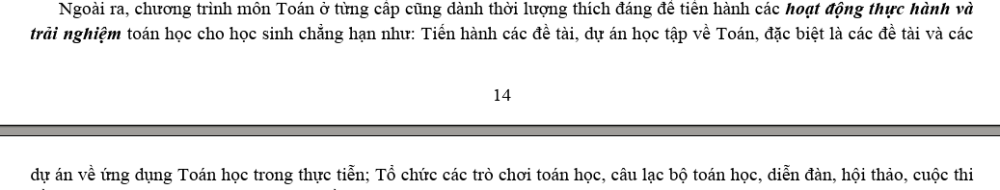 Ngoài ra, chương trình môn Toán ở từng cấp cũng dành thời lượng thích đáng để tiến hành các hoạt động thực hành và
trải nghiệm toán học cho học sinh chẳng hạn như: Tiến hành các đề tài, dự án học tập về Toán, đặc biệt là các đề tài và các
14
dự án về ứng dụng Toán học trong thực tiễn; Tổ chức các trò chơi toán học, câu lạc bộ toán học, diễn đàn, hội thảo, cuộc thi